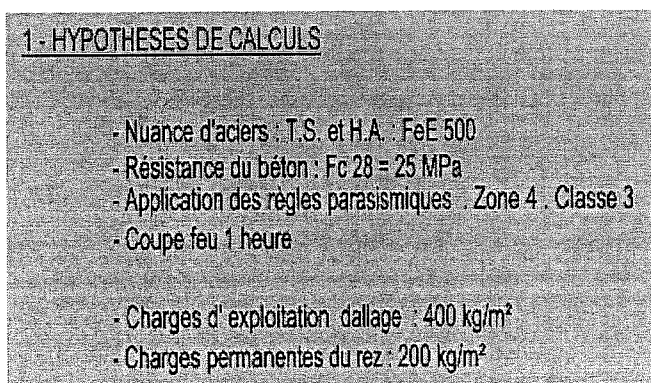 1 - HYPOTHESES DE CALCULS
- Nuance d'aciers : T.S. et H.A. : FeE 500
- Résistance du béton : Fc 28 = 25 MPa
- Application des règles parasismiques . Zone 4 . Classe 3
- Coupe feu 1 heure
- Charges d' exploitation dallage : 400 kg/m²
- Charges permanentes du rez : 200 kg/m²